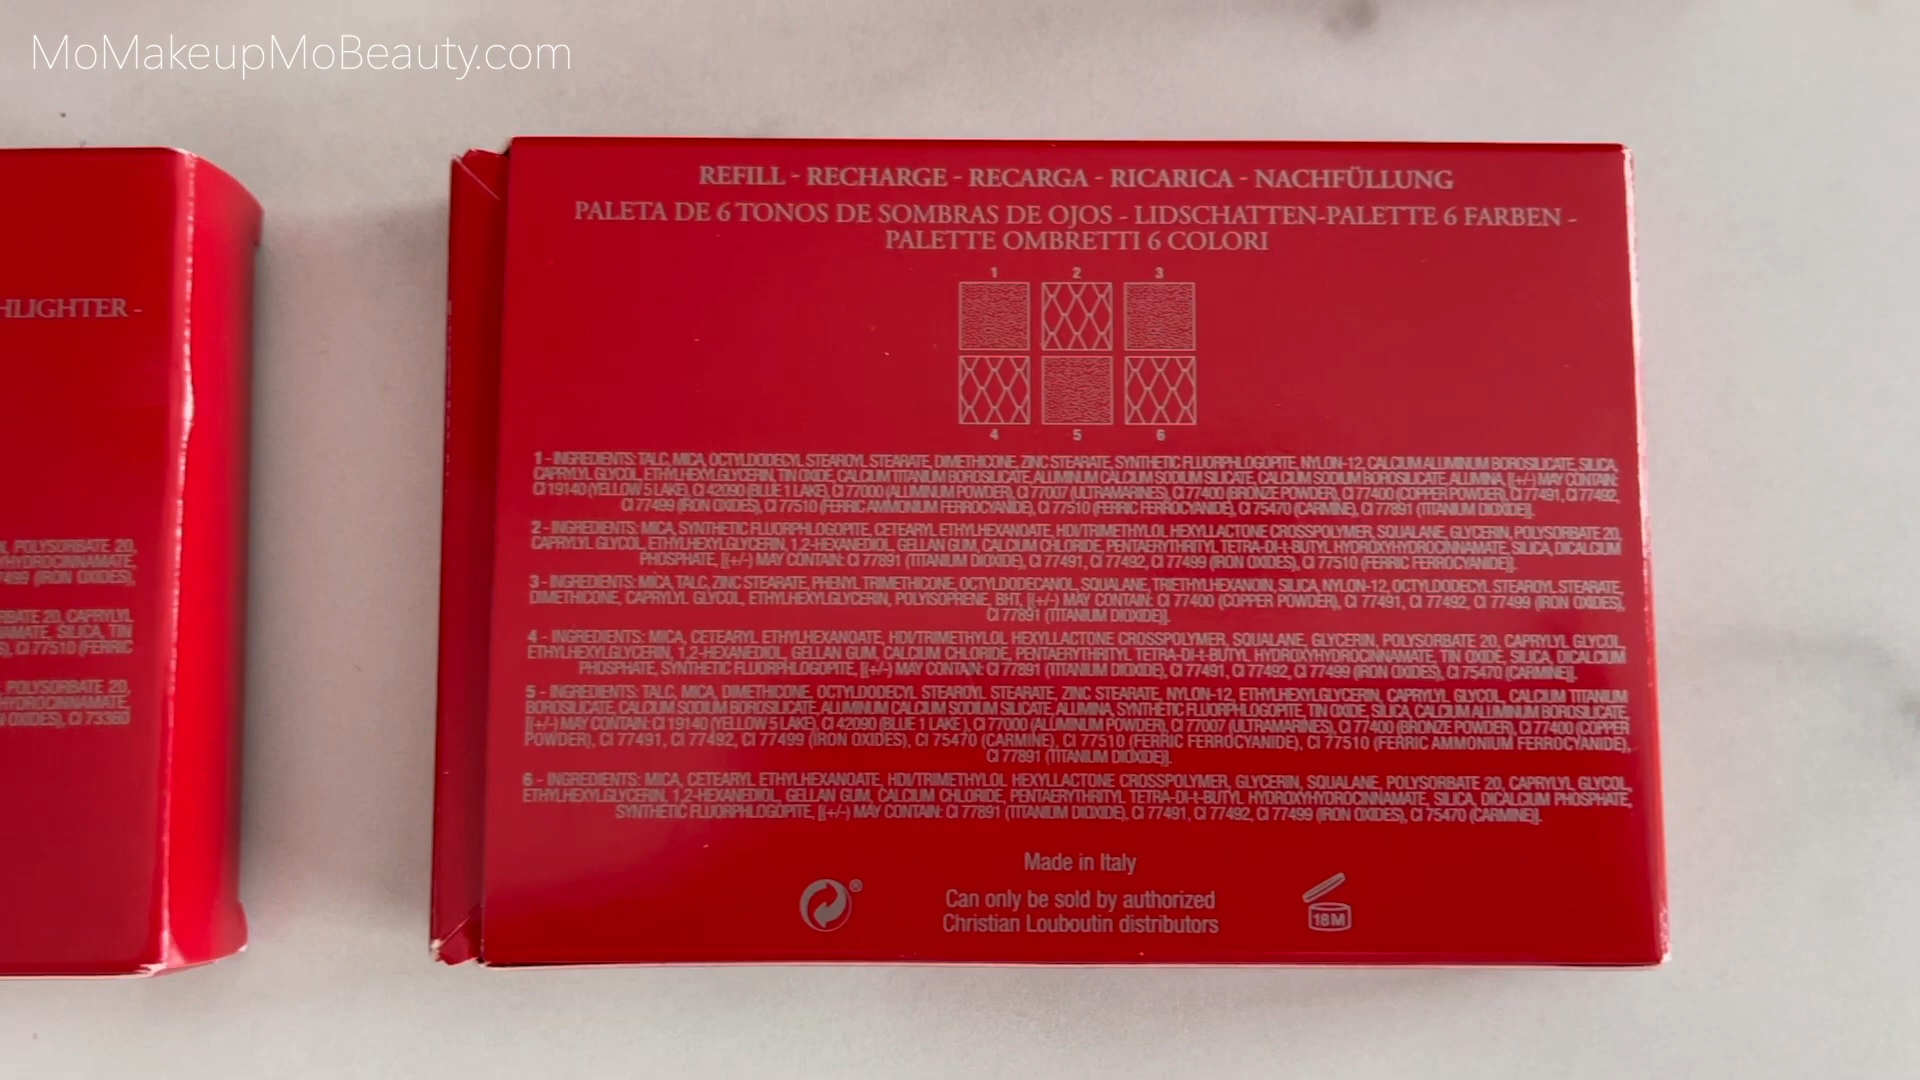 MoMakeupMoBeauty.com
HLIGHTER -
N, POLYSORBATE 20,
HYDROCINNAMATE,
7499 (IRON OXIDES),
RBATE 20, CAPRYLYL
NAMATE, SILICA, TIN
S), CI 77510 (FERRIC
POLYSORBATE 20,
HYDROCINNAMATE,
N OXIDES), CI 73360
REFILL - RECHARGE - RECARGA - RICARICA - NACHFÜLLUNG
PALETA DE 6 TONOS DE SOMBRAS DE OJOS - LIDSCHATTEN-PALETTE 6 FARBEN -
PALETTE OMBRETTI 6 COLORI
1 2 3
4 5 6
1 - INGREDIENTS: TALC, MICA, OCTYLDODECYL STEAROYL STEARATE, DIMETHICONE, ZINC STEARATE, SYNTHETIC FLUORPHLOGOPITE, NYLON-12, CALCIUM ALUMINUM BOROSILICATE, SILICA,
CAPRYLYL GLYCOL, ETHYLHEXYLGLYCERIN, TIN OXIDE, CALCIUM TITANIUM BOROSILICATE, ALUMINUM CALCIUM SODIUM SILICATE, CALCIUM SODIUM BOROSILICATE, ALUMINA, [(+/-) MAY CONTAIN:
CI 19140 (YELLOW 5 LAKE), CI 42090 (BLUE 1 LAKE), CI 77000 (ALUMINUM POWDER), CI 77007 (ULTRAMARINES), CI 77400 (BRONZE POWDER), CI 77400 (COPPER POWDER), CI 77491, CI 77492,
CI 77499 (IRON OXIDES), CI 77510 (FERRIC AMMONIUM FERROCYANIDE), CI 77510 (FERRIC FERROCYANIDE), CI 75470 (CARMINE), CI 77891 (TITANIUM DIOXIDE)].
2 - INGREDIENTS: MICA, SYNTHETIC FLUORPHLOGOPITE, CETEARYL ETHYLHEXANOATE, HDI/TRIMETHYLOL HEXYLLACTONE CROSSPOLYMER, SQUALANE, GLYCERIN, POLYSORBATE 20,
CAPRYLYL GLYCOL, ETHYLHEXYLGLYCERIN, 1,2-HEXANEDIOL, GELLAN GUM, CALCIUM CHLORIDE, PENTAERYTHRITYL TETRA-DI-t-BUTYL HYDROXYHYDROCINNAMATE, SILICA, DICALCIUM
PHOSPHATE, [(+/-) MAY CONTAIN: CI 77891 (TITANIUM DIOXIDE), CI 77491, CI 77492, CI 77499 (IRON OXIDES), CI 77510 (FERRIC FERROCYANIDE)].
3 - INGREDIENTS: MICA, TALC, ZINC STEARATE, PHENYL TRIMETHICONE, OCTYLDODECANOL, SQUALANE, TRIETHYLHEXANOIN, SILICA, NYLON-12, OCTYLDODECYL STEAROYL STEARATE,
DIMETHICONE, CAPRYLYL GLYCOL, ETHYLHEXYLGLYCERIN, POLYISOPRENE, BHT, [(+/-) MAY CONTAIN: CI 77400 (COPPER POWDER), CI 77491, CI 77492, CI 77499 (IRON OXIDES),
CI 77891 (TITANIUM DIOXIDE)].
4 - INGREDIENTS: MICA, CETEARYL ETHYLHEXANOATE, HDI/TRIMETHYLOL HEXYLLACTONE CROSSPOLYMER, SQUALANE, GLYCERIN, POLYSORBATE 20, CAPRYLYL GLYCOL,
ETHYLHEXYLGLYCERIN, 1,2-HEXANEDIOL, GELLAN GUM, CALCIUM CHLORIDE, PENTAERYTHRITYL TETRA-DI-t-BUTYL HYDROXYHYDROCINNAMATE, TIN OXIDE, SILICA, DICALCIUM
PHOSPHATE, SYNTHETIC FLUORPHLOGOPITE, [(+/-) MAY CONTAIN: CI 77891 (TITANIUM DIOXIDE), CI 77491, CI 77492, CI 77499 (IRON OXIDES), CI 75470 (CARMINE)].
5 - INGREDIENTS: TALC, MICA, DIMETHICONE, OCTYLDODECYL STEAROYL STEARATE, ZINC STEARATE, NYLON-12, ETHYLHEXYLGLYCERIN, CAPRYLYL GLYCOL, CALCIUM TITANIUM
BOROSILICATE, CALCIUM SODIUM BOROSILICATE, ALUMINUM CALCIUM SODIUM SILICATE, ALUMINA, SYNTHETIC FLUORPHLOGOPITE, TIN OXIDE, SILICA, CALCIUM ALUMINUM BOROSILICATE,
[(+/-) MAY CONTAIN: CI 19140 (YELLOW 5 LAKE), CI 42090 (BLUE 1 LAKE), CI 77000 (ALUMINUM POWDER), CI 77007 (ULTRAMARINES), CI 77400 (BRONZE POWDER), CI 77400 (COPPER
POWDER), CI 77491, CI 77492, CI 77499 (IRON OXIDES), CI 75470 (CARMINE), CI 77510 (FERRIC FERROCYANIDE), CI 77510 (FERRIC AMMONIUM FERROCYANIDE),
CI 77891 (TITANIUM DIOXIDE)].
6 - INGREDIENTS: MICA, CETEARYL ETHYLHEXANOATE, HDI/TRIMETHYLOL HEXYLLACTONE CROSSPOLYMER, GLYCERIN, SQUALANE, POLYSORBATE 20, CAPRYLYL GLYCOL,
ETHYLHEXYLGLYCERIN, 1,2-HEXANEDIOL, GELLAN GUM, CALCIUM CHLORIDE, PENTAERYTHRITYL TETRA-DI-t-BUTYL HYDROXYHYDROCINNAMATE, SILICA, DICALCIUM PHOSPHATE,
SYNTHETIC FLUORPHLOGOPITE, [(+/-) MAY CONTAIN: CI 77891 (TITANIUM DIOXIDE), CI 77491, CI 77492, CI 77499 (IRON OXIDES), CI 75470 (CARMINE)].
Made in Italy
Can only be sold by authorized
Christian Louboutin distributors
®
18M